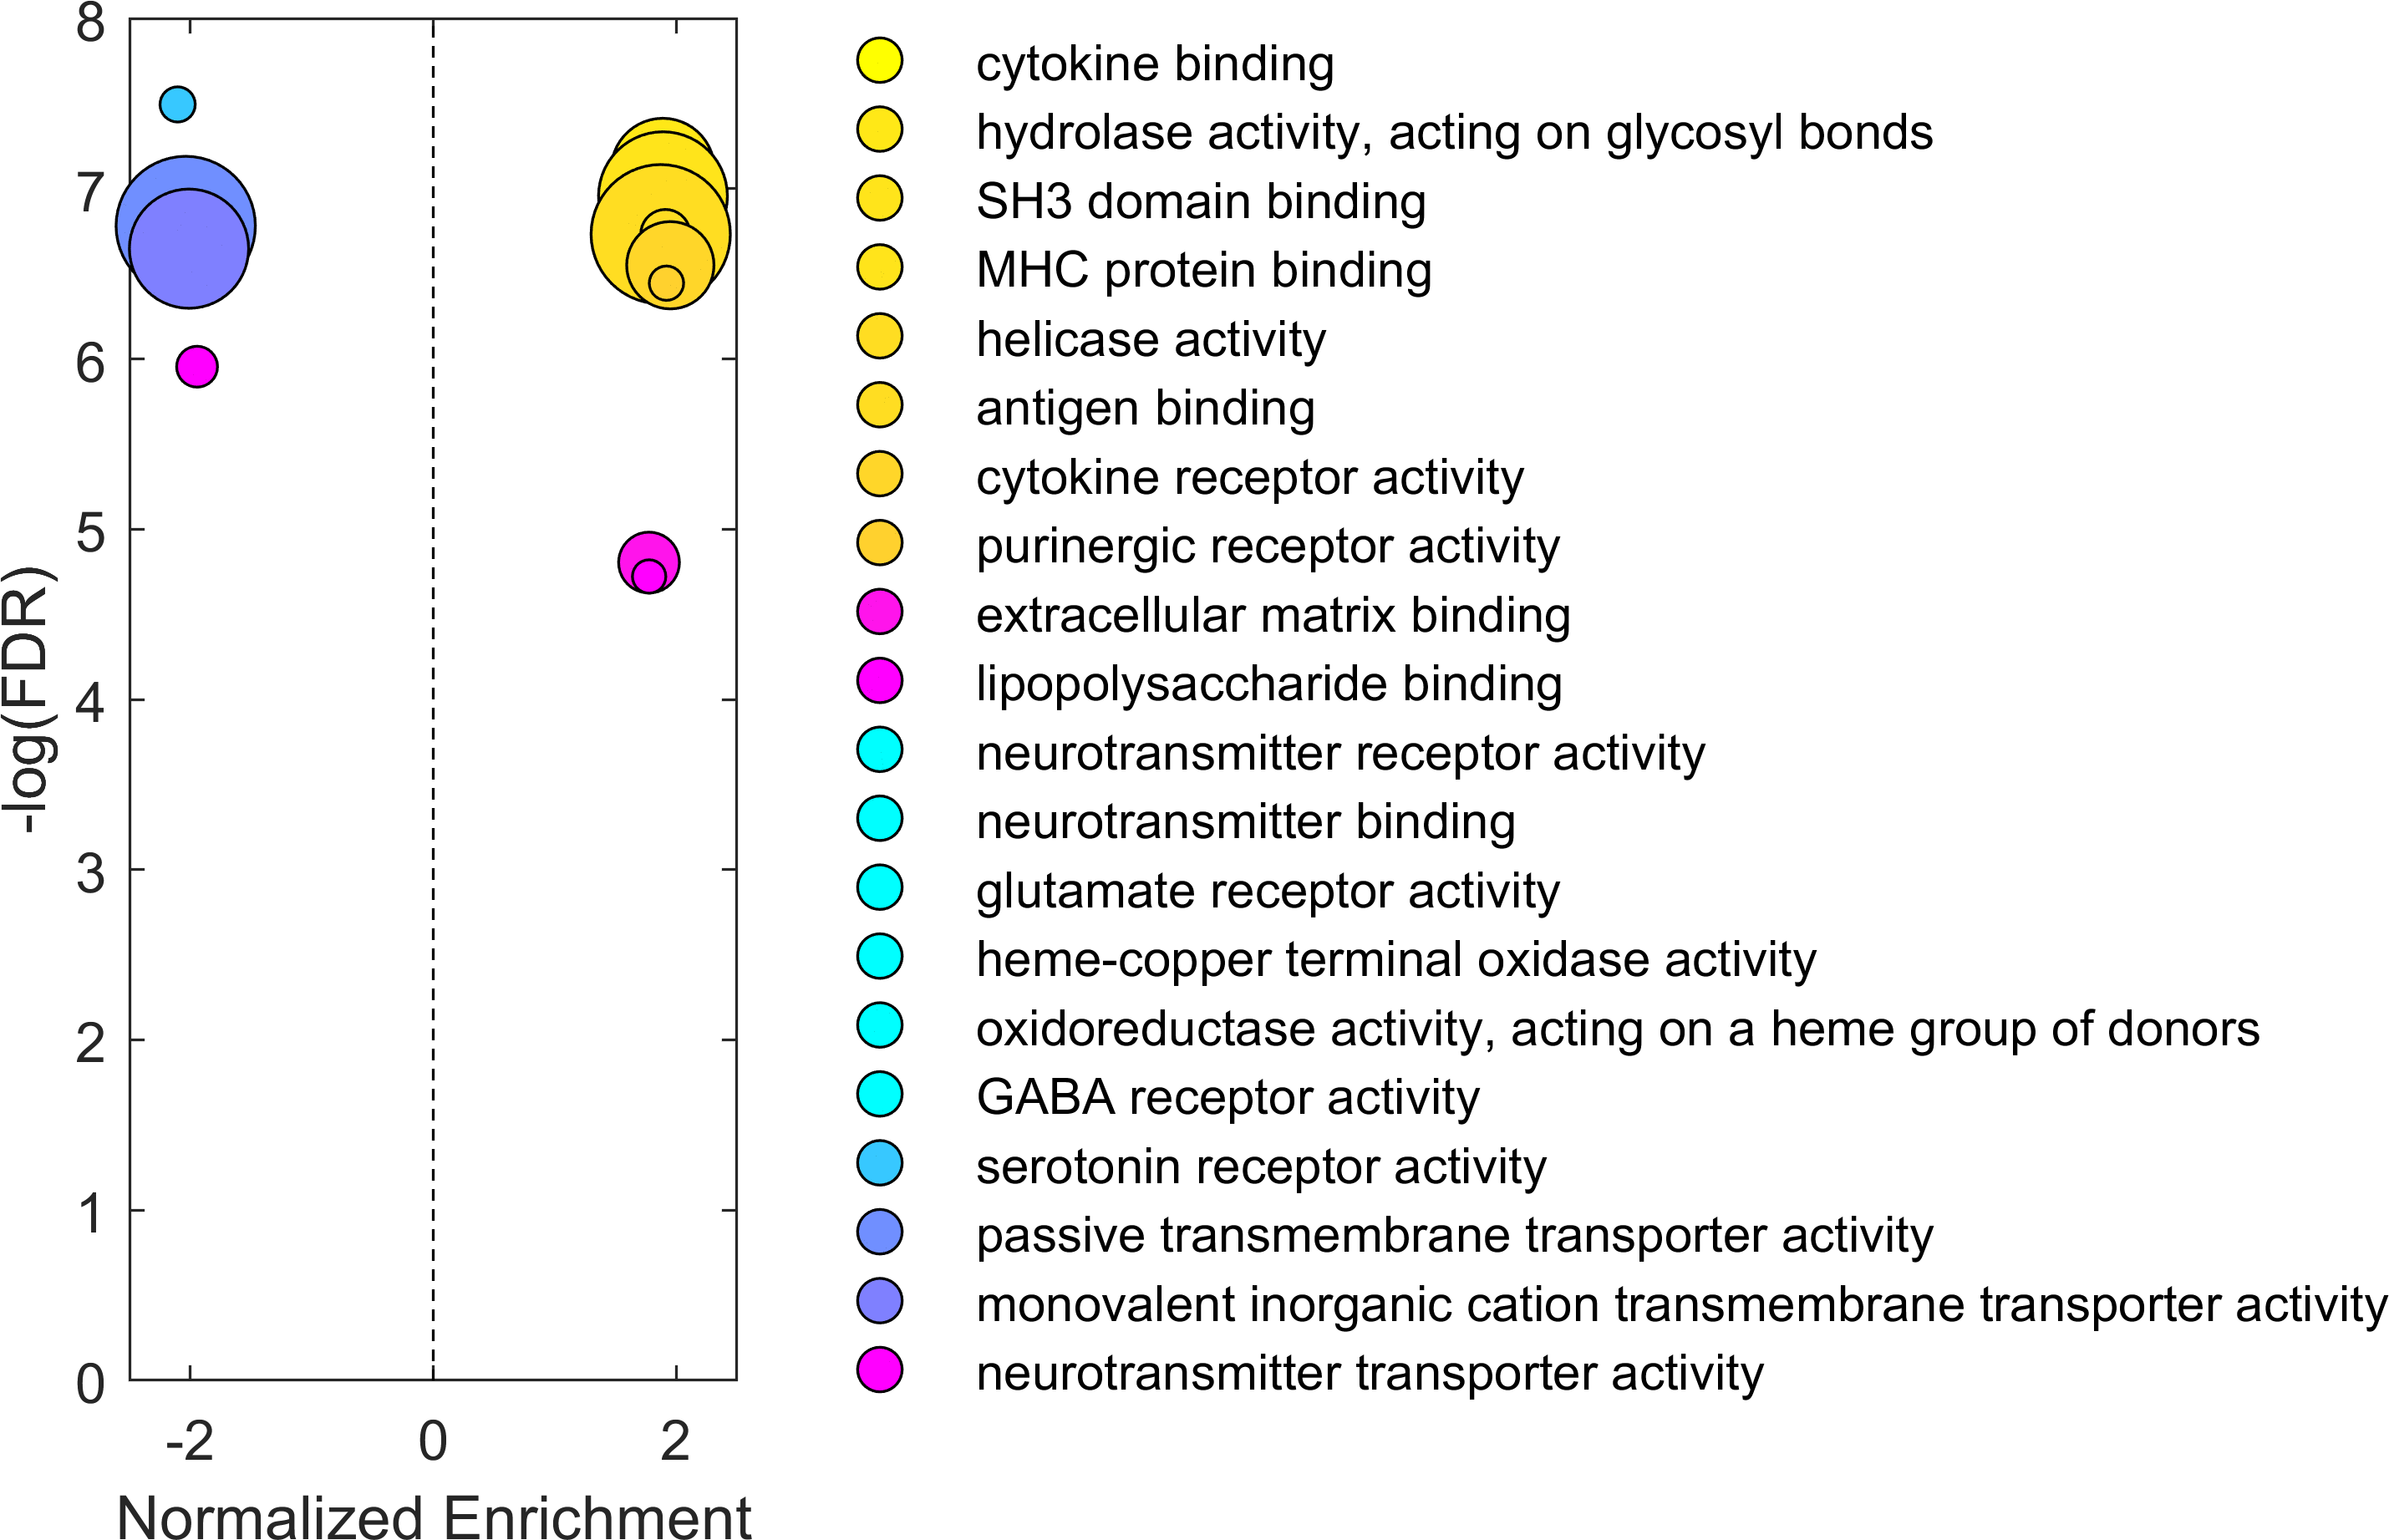 8
7
6
5
4
3
2
1
0
-log(FDR)
-2 0 2
Normalized Enrichment
cytokine binding
hydrolase activity, acting on glycosyl bonds
SH3 domain binding
MHC protein binding
helicase activity
antigen binding
cytokine receptor activity
purinergic receptor activity
extracellular matrix binding
lipopolysaccharide binding
neurotransmitter receptor activity
neurotransmitter binding
glutamate receptor activity
heme-copper terminal oxidase activity
oxidoreductase activity, acting on a heme group of donors
GABA receptor activity
serotonin receptor activity
passive transmembrane transporter activity
monovalent inorganic cation transmembrane transporter activity
neurotransmitter transporter activity